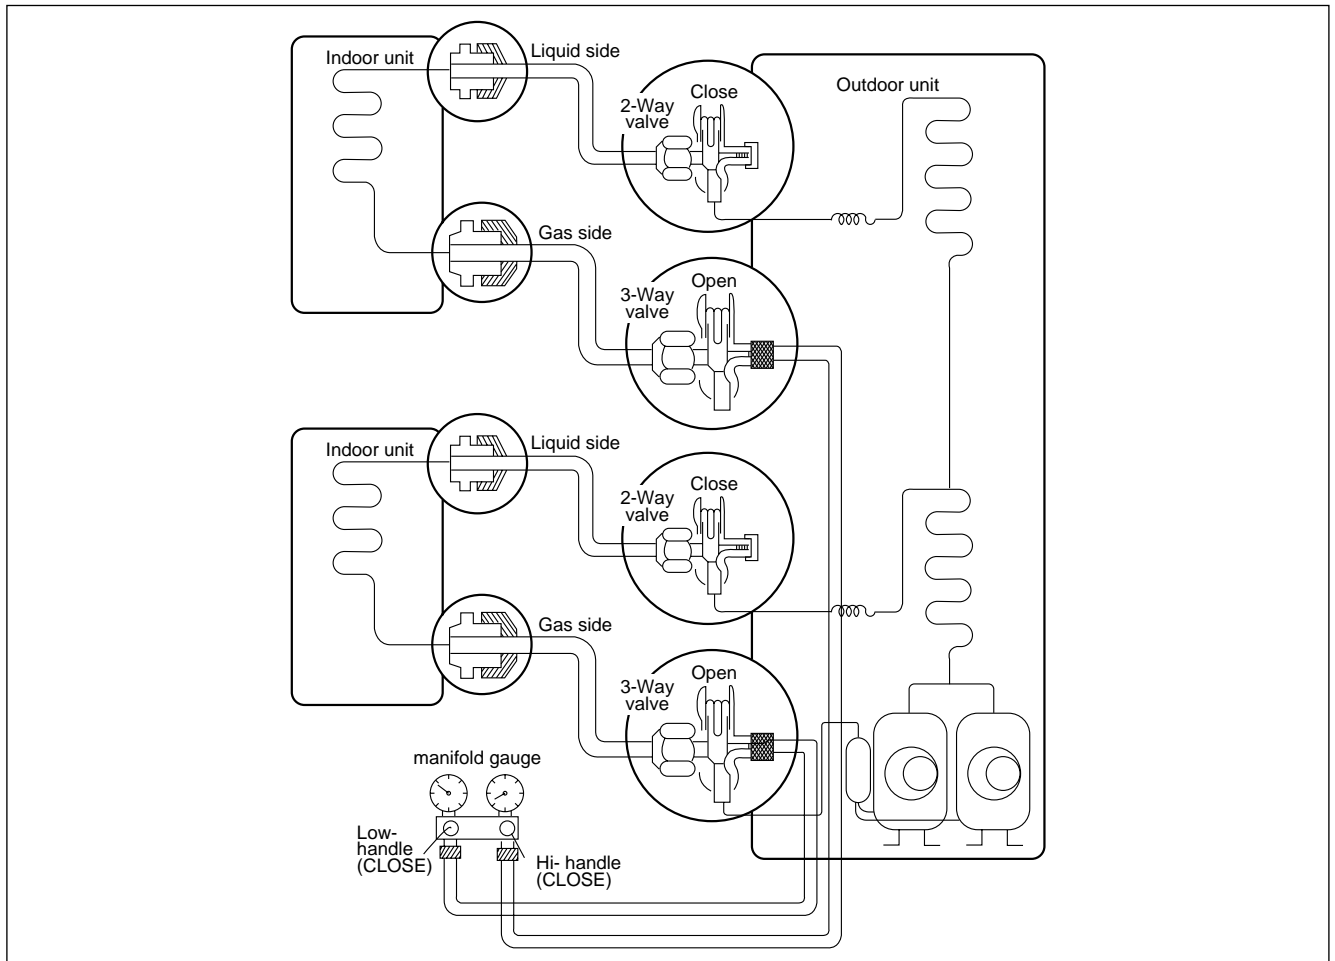 Indoor unit
Liquid side
2-Way
valve
Close
Outdoor unit
Gas side
3-Way
valve
Open
Indoor unit
Liquid side
2-Way
valve
Close
Gas side
3-Way
valve
Open
manifold gauge
Low-
handle
(CLOSE)
Hi- handle
(CLOSE)